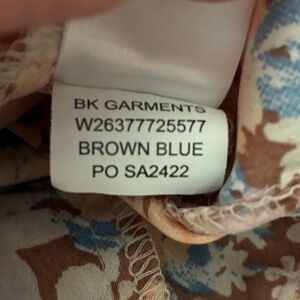 BK GARMENTS
W26377725577
BROWN BLUE
PO SA2422